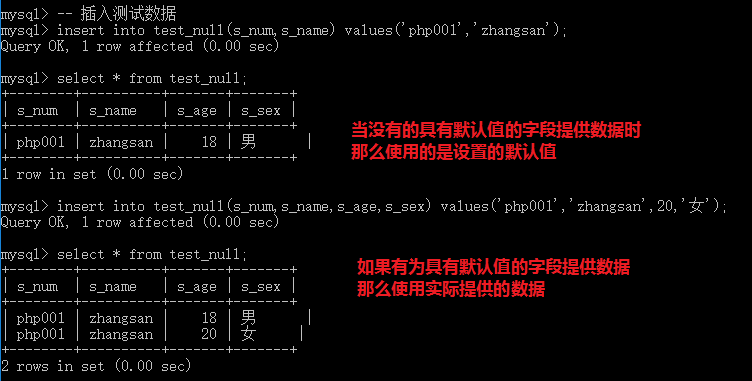 mysql> -- 插入测试数据
mysql> insert into test_null(s_num,s_name) values('php001','zhangsan');
Query OK, 1 row affected (0.00 sec)
mysql> select * from test_null;
+--------+----------+-------+-------+
| s_num  | s_name   | s_age | s_sex |
+--------+----------+-------+-------+
| php001 | zhangsan |    18 | 男     |
+--------+----------+-------+-------+
1 row in set (0.00 sec)
当没有的具有默认值的字段提供数据时
那么使用的是设置的默认值
mysql> insert into test_null(s_num,s_name,s_age,s_sex) values('php001','zhangsan',20,'女');
Query OK, 1 row affected (0.00 sec)
mysql> select * from test_null;
+--------+----------+-------+-------+
| s_num  | s_name   | s_age | s_sex |
+--------+----------+-------+-------+
| php001 | zhangsan |    18 | 男     |
| php001 | zhangsan |    20 | 女     |
+--------+----------+-------+-------+
2 rows in set (0.00 sec)
如果有为具有默认值的字段提供数据
那么使用实际提供的数据